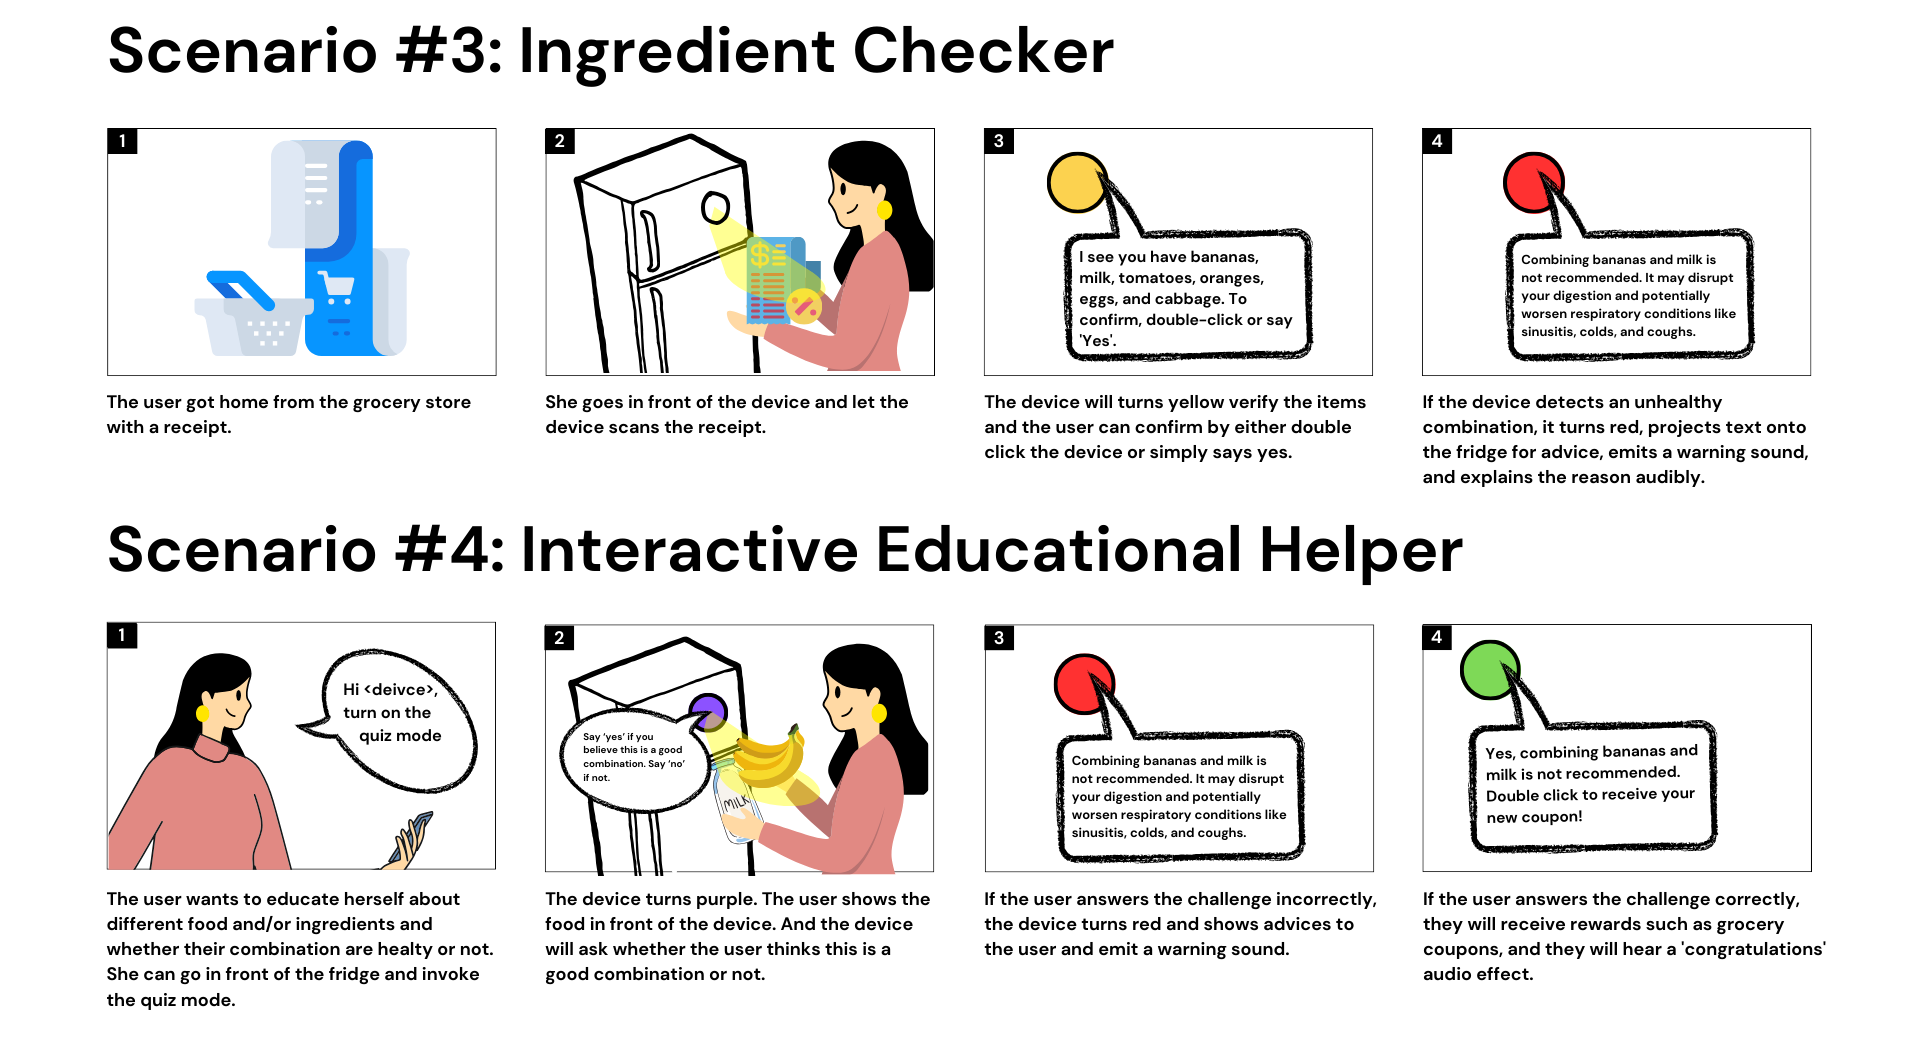 Scenario #3: Ingredient Checker
1
2
3
I see you have bananas,
milk, tomatoes, oranges,
eggs, and cabbage. To
confirm, double-click or say
'Yes'.
4
Combining bananas and milk is
not recommended. It may disrupt
your digestion and potentially
worsen respiratory conditions like
sinusitis, colds, and coughs.
The user got home from the grocery store
with a receipt.
She goes in front of the device and let the
device scans the receipt.
The device will turns yellow verify the items
and the user can confirm by either double
click the device or simply says yes.
If the device detects an unhealthy
combination, it turns red, projects text onto
the fridge for advice, emits a warning sound,
and explains the reason audibly.
Scenario #4: Interactive Educational Helper
1
Hi <deivce>,
turn on the
quiz mode
2
Say ‘yes’ if you
believe this is a good
combination. Say ‘no’
if not.
MILK
3
Combining bananas and milk is
not recommended. It may disrupt
your digestion and potentially
worsen respiratory conditions like
sinusitis, colds, and coughs.
4
Yes, combining bananas and
milk is not recommended.
Double click to receive your
new coupon!
The user wants to educate herself about
different food and/or ingredients and
whether their combination are healty or not.
She can go in front of the fridge and invoke
the quiz mode.
The device turns purple. The user shows the
food in front of the device. And the device
will ask whether the user thinks this is a
good combination or not.
If the user answers the challenge incorrectly,
the device turns red and shows advices to
the user and emit a warning sound.
If the user answers the challenge correctly,
they will receive rewards such as grocery
coupons, and they will hear a 'congratulations'
audio effect.